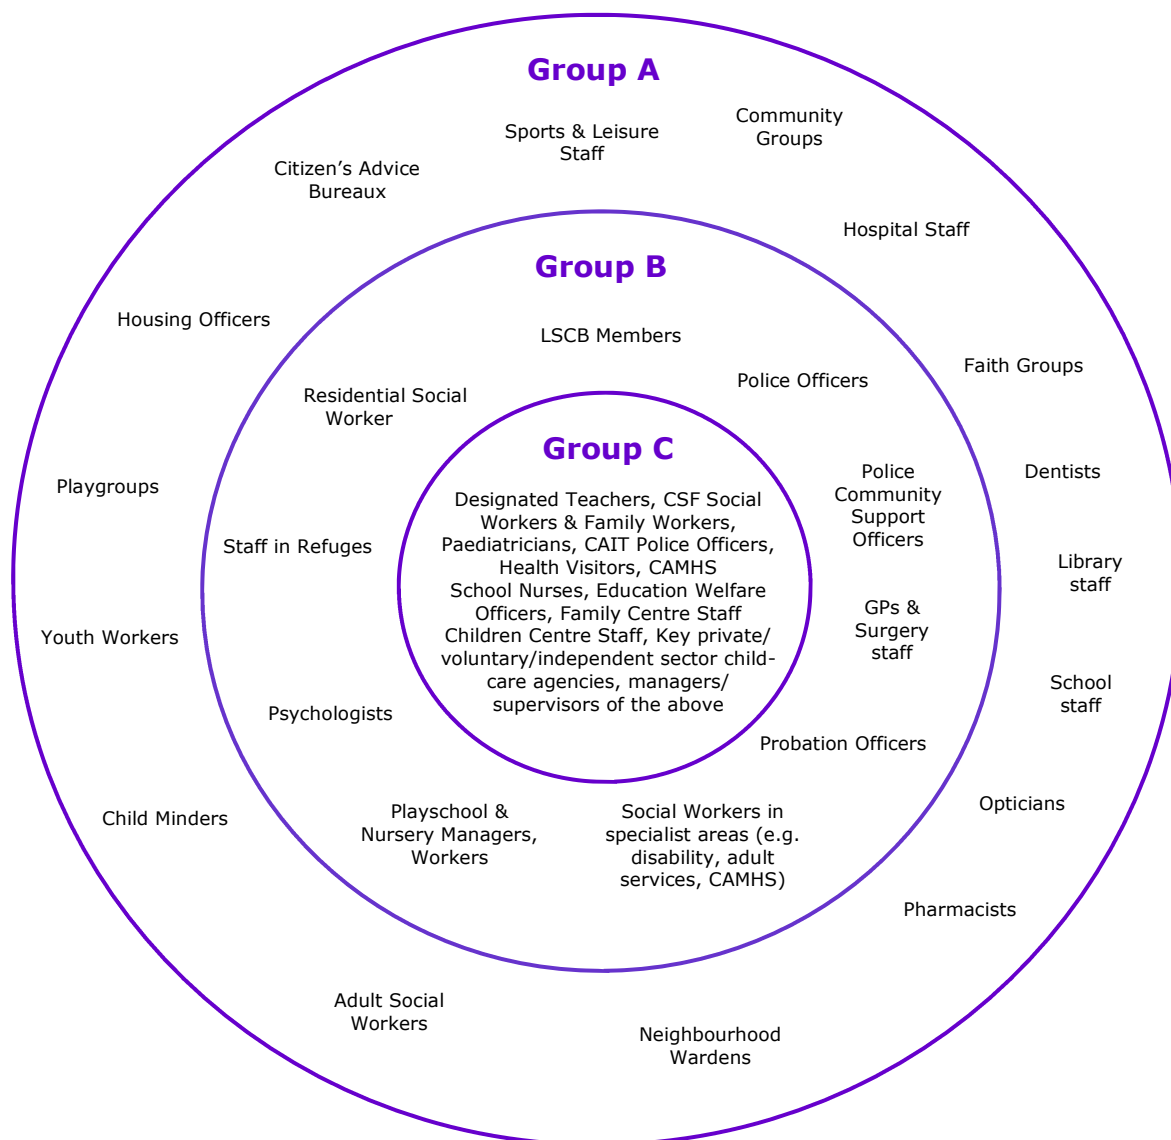 Group A
Community
Groups
Sports & Leisure
Staff
Citizen’s Advice
Bureaux
Hospital Staff
Housing Officers
Faith Groups
Playgroups
Dentists
Library
staff
Youth Workers
School
staff
Child Minders
Opticians
Pharmacists
Adult Social
Workers
Neighbourhood
Wardens
Group B
LSCB Members
Police Officers
Residential Social
Worker
Police
Community
Support
Officers
Staff in Refuges
GPs &
Surgery
staff
Psychologists
Probation Officers
Playschool &
Nursery Managers,
Workers
Social Workers in
specialist areas (e.g.
disability, adult
services, CAMHS)
Group C
Designated Teachers, CSF Social
Workers & Family Workers,
Paediatricians, CAIT Police Officers,
Health Visitors, CAMHS
School Nurses, Education Welfare
Officers, Family Centre Staff
Children Centre Staff, Key private/
voluntary/independent sector child-
care agencies, managers/
supervisors of the above